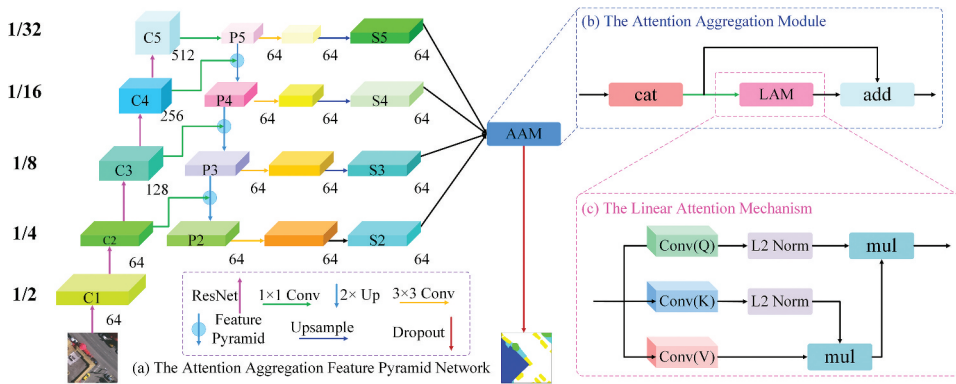 1/32
C5
512
P5
64
64
S5
64
1/16
C4
256
P4
64
64
S4
64
1/8
C3
128
P3
64
64
S3
64
1/4
C2
64
P2
64
64
S2
64
1/2
C1
64
AAM
ResNet
1×1 Conv
2× Up
3×3 Conv
Feature
Pyramid
Upsample
Dropout
(a) The Attention Aggregation Feature Pyramid Network
(b) The Attention Aggregation Module
cat
LAM
add
(c) The Linear Attention Mechanism
Conv(Q)
L2 Norm
mul
Conv(K)
L2 Norm
Conv(V)
mul